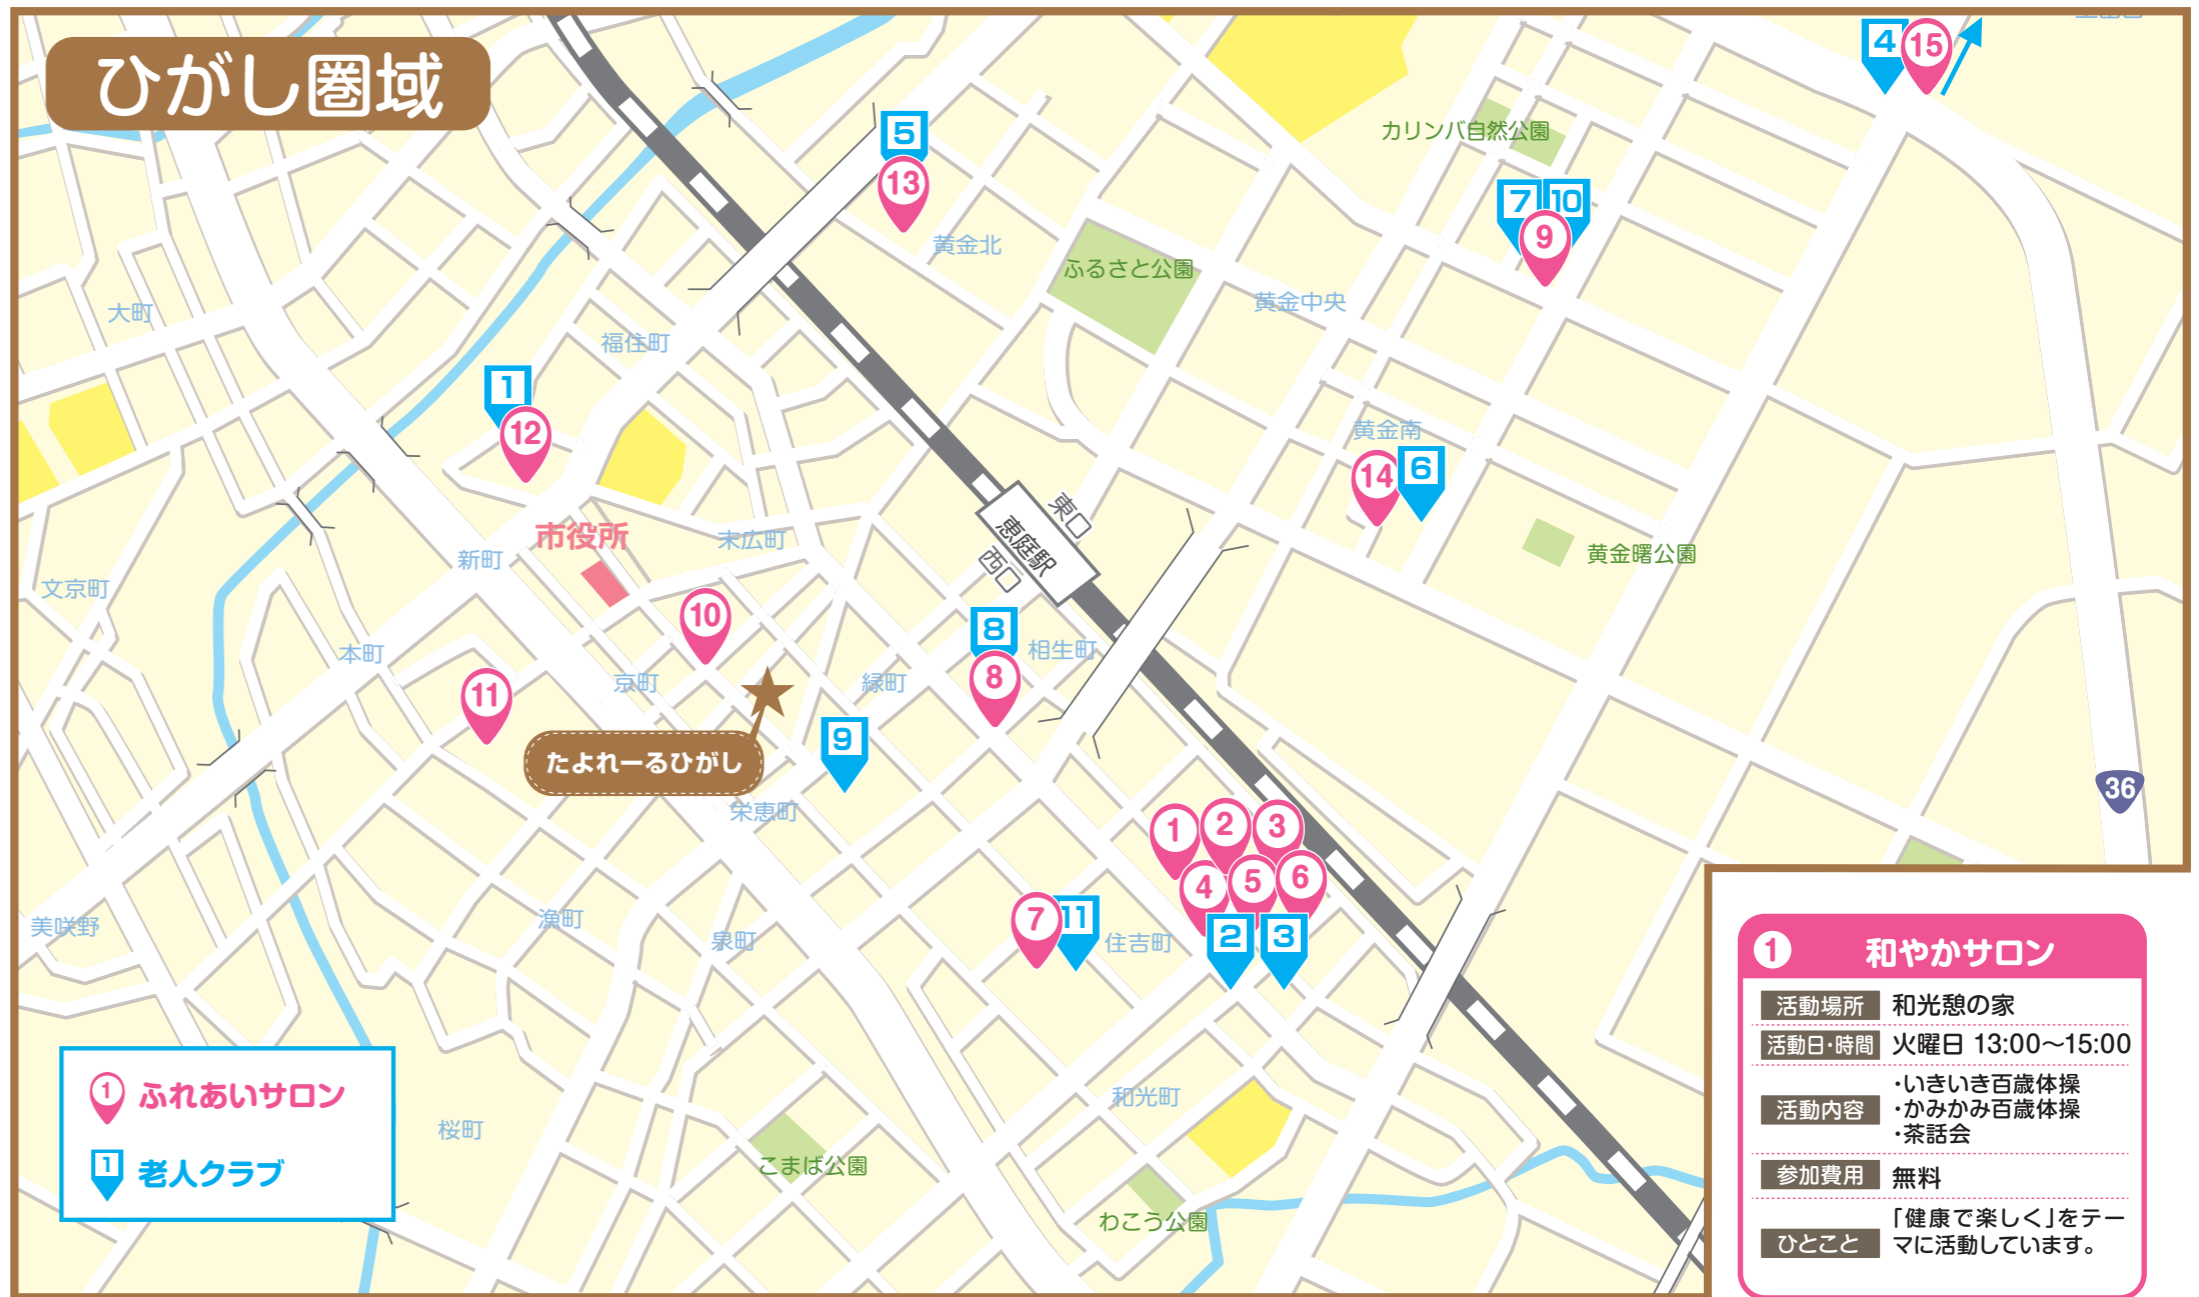 ひがし圏域
4
15
カリンバ自然公園
5
13
7
10
9
黄金北
ふるさと公園
黄金中央
大町
福住町
1
12
黄金南
14
6
東口
恵庭駅
西口
市役所
末広町
新町
黄金曙公園
文京町
10
8
8
相生町
本町
京町
緑町
11
9
たよれーるひがし
栄恵町
36
1
2
3
4
5
6
7
11
2
3
住吉町
美咲野
漁町
泉町
和光町
桜町
こまば公園
わこう公園
1 ふれあいサロン
1 老人クラブ
1 和やかサロン
活動場所 和光憩の家
活動日・時間 火曜日 13:00～15:00
活動内容 ・いきいき百歳体操
・かみかみ百歳体操
・茶話会
参加費用 無料
ひとこと 「健康で楽しく」をテー
マに活動しています。